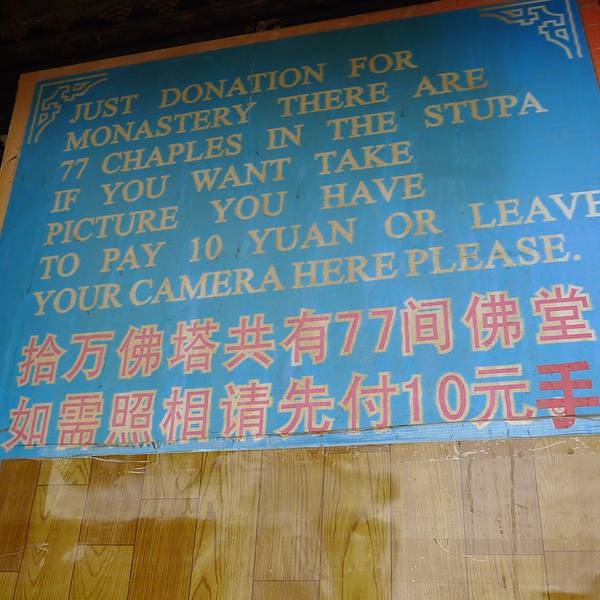 JUST DONATION FOR
MONASTERY THERE ARE
77 CHAPLES IN THE STUPA
IF YOU WANT TAKE
PICTURE YOU HAVE
TO PAY 10 YUAN OR LEAVE
YOUR CAMERA HERE PLEASE.
拾万佛塔共有77间佛堂
如需照相请先付10元手